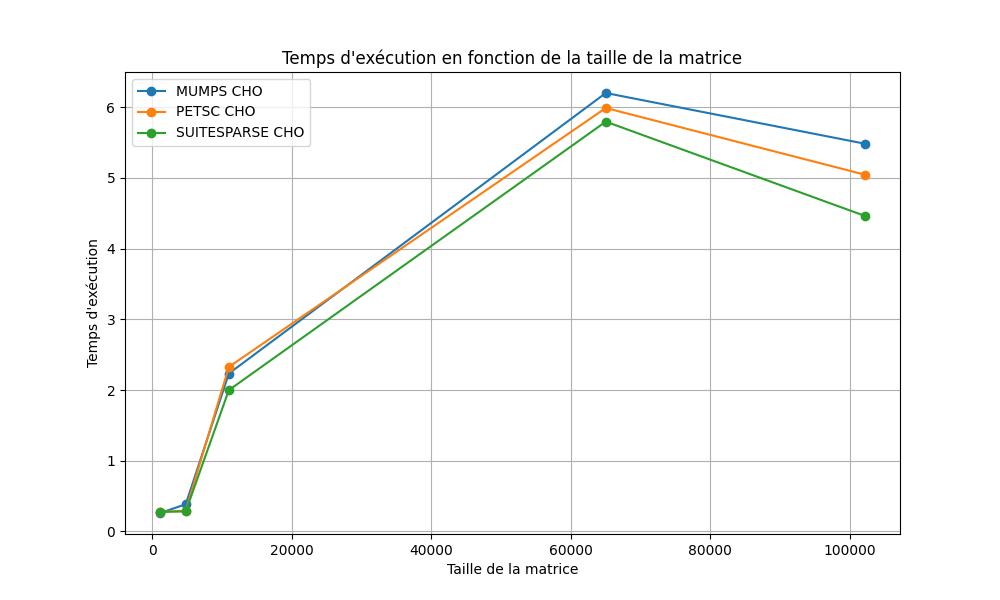 Temps d'exécution en fonction de la taille de la matrice
MUMPS CHO
PETSC CHO
SUITESPARSE CHO
Temps d'exécution
6
5
4
3
2
1
0
0 20000 40000 60000 80000 100000
Taille de la matrice